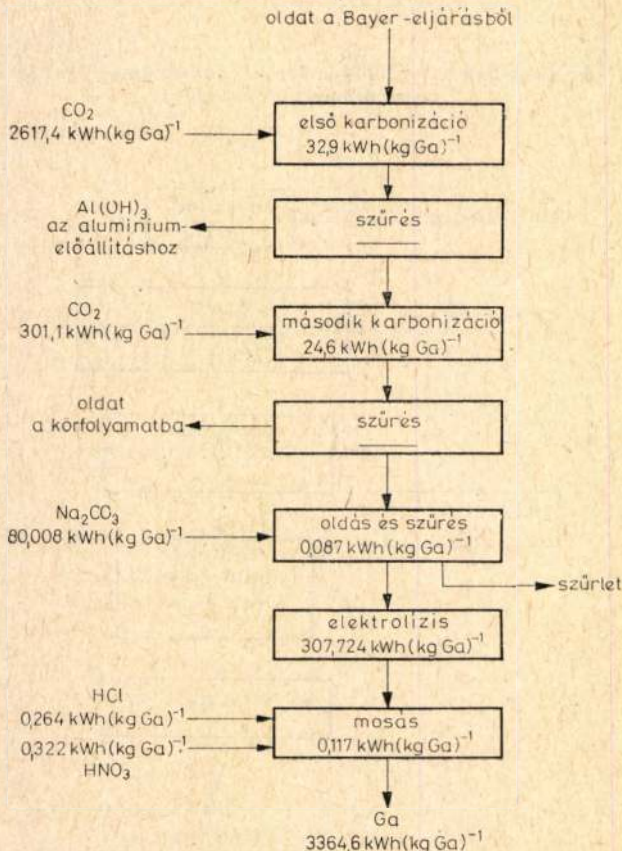 oldat a Bayer-eljárásból
CO₂
2617,4 kWh(kg Ga)⁻¹
első karbonizáció
32,9 kWh(kg Ga)⁻¹
Al(OH)₃
az alumínium-
előállításhoz
szűrés
CO₂
301,1 kWh(kg Ga)⁻¹
második karbonizáció
24,6 kWh(kg Ga)⁻¹
oldat
a körfolyamatba
szűrés
Na₂CO₃
80,008 kWh(kg Ga)⁻¹
oldás és szűrés
0,087 kWh(kg Ga)⁻¹
szűrlet
elektrolízis
307,724 kWh(kg Ga)⁻¹
HCl
0,264 kWh(kg Ga)⁻¹
0,322 kWh(kg Ga)⁻¹
HNO₃
mosás
0,117 kWh(kg Ga)⁻¹
Ga
3364,6 kWh(kg Ga)⁻¹